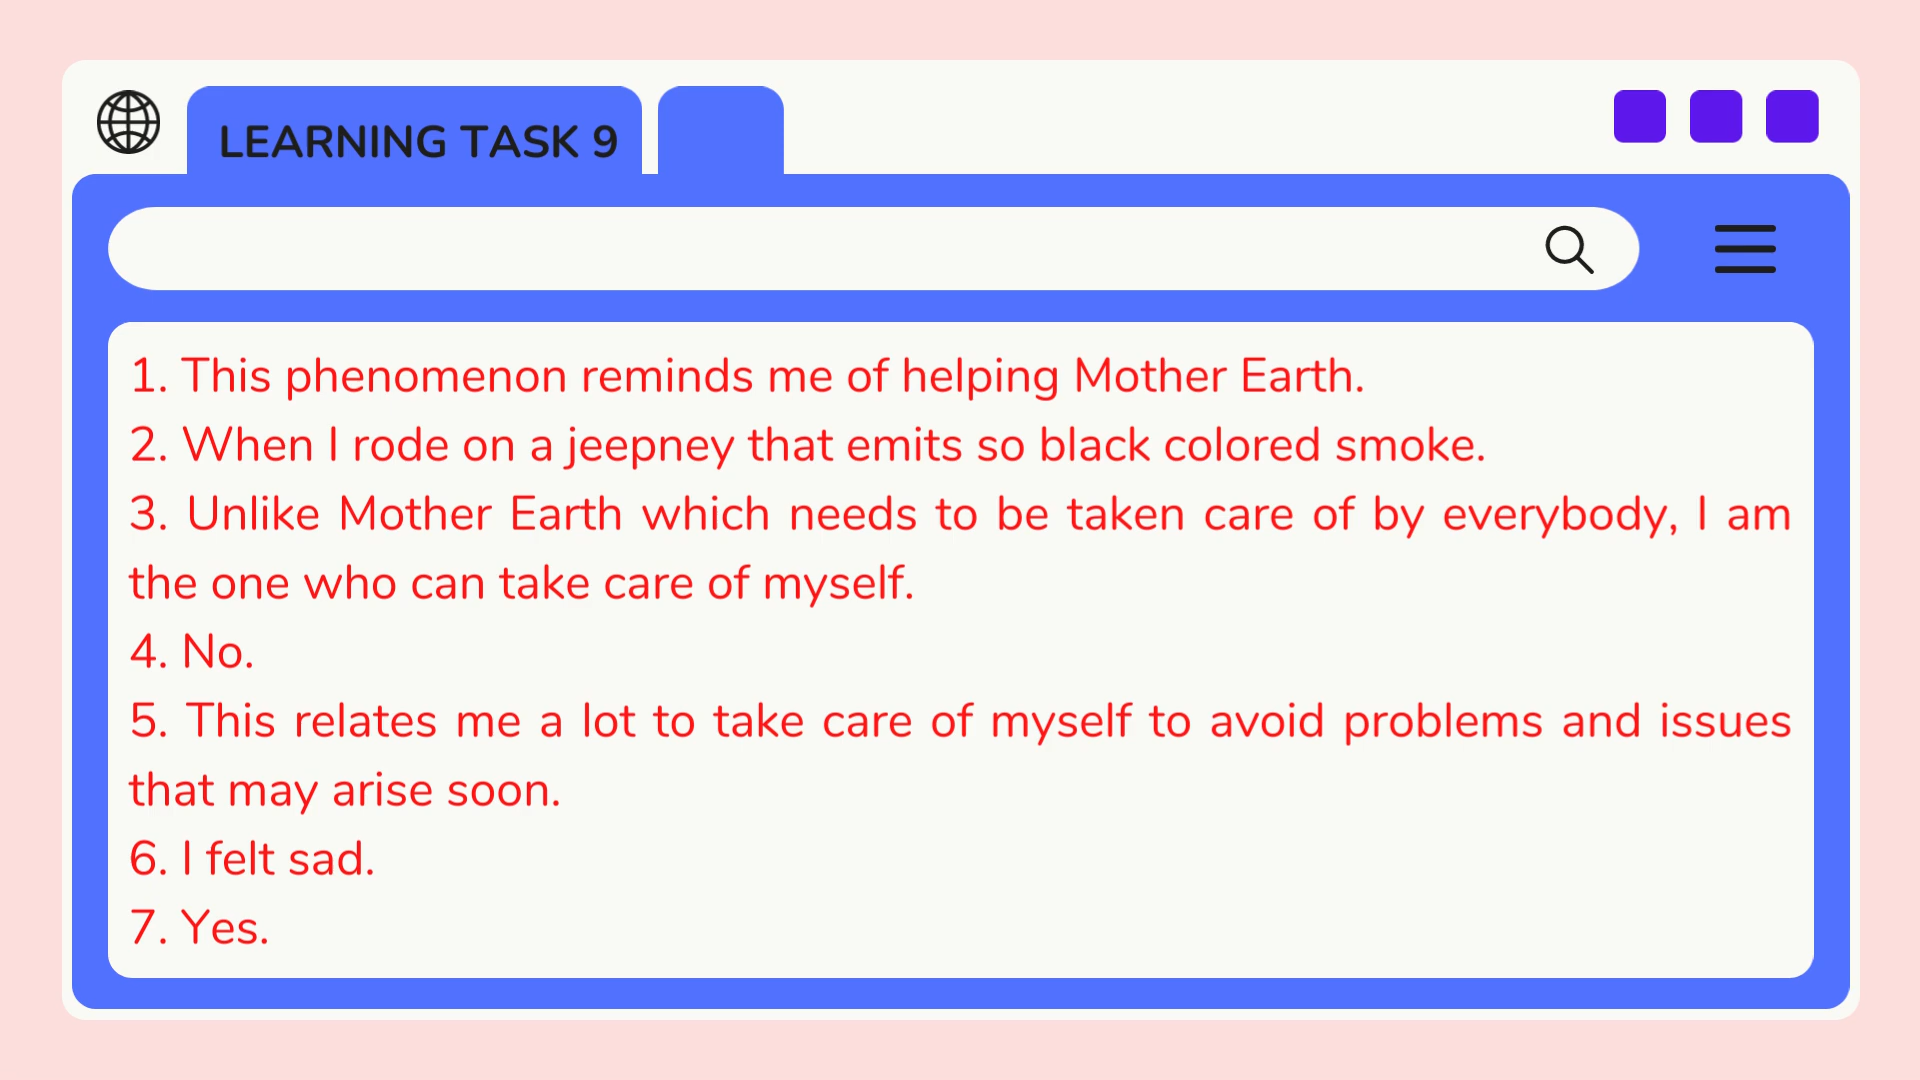 LEARNING TASK 9
1. This phenomenon reminds me of helping Mother Earth.
2. When I rode on a jeepney that emits so black colored smoke.
3. Unlike Mother Earth which needs to be taken care of by everybody, I am
the one who can take care of myself.
4. No.
5. This relates me a lot to take care of myself to avoid problems and issues
that may arise soon.
6. I felt sad.
7. Yes.